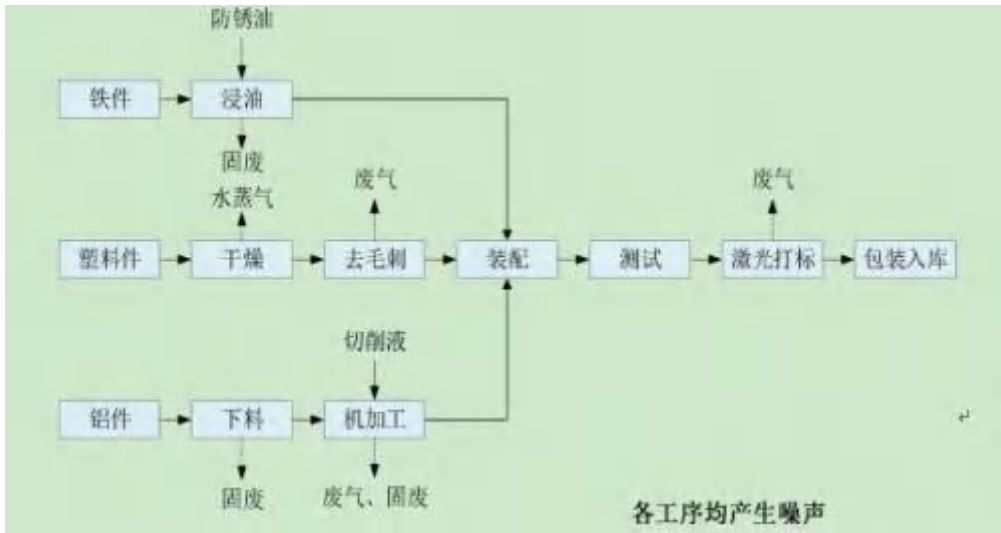 防锈油
铁件
浸油
固废
水蒸气
废气
废气
塑料件
干燥
去毛刺
装配
测试
激光打标
包装入库
切削液
铝件
下料
机加工
固废
废气、固废
各工序均产生噪声